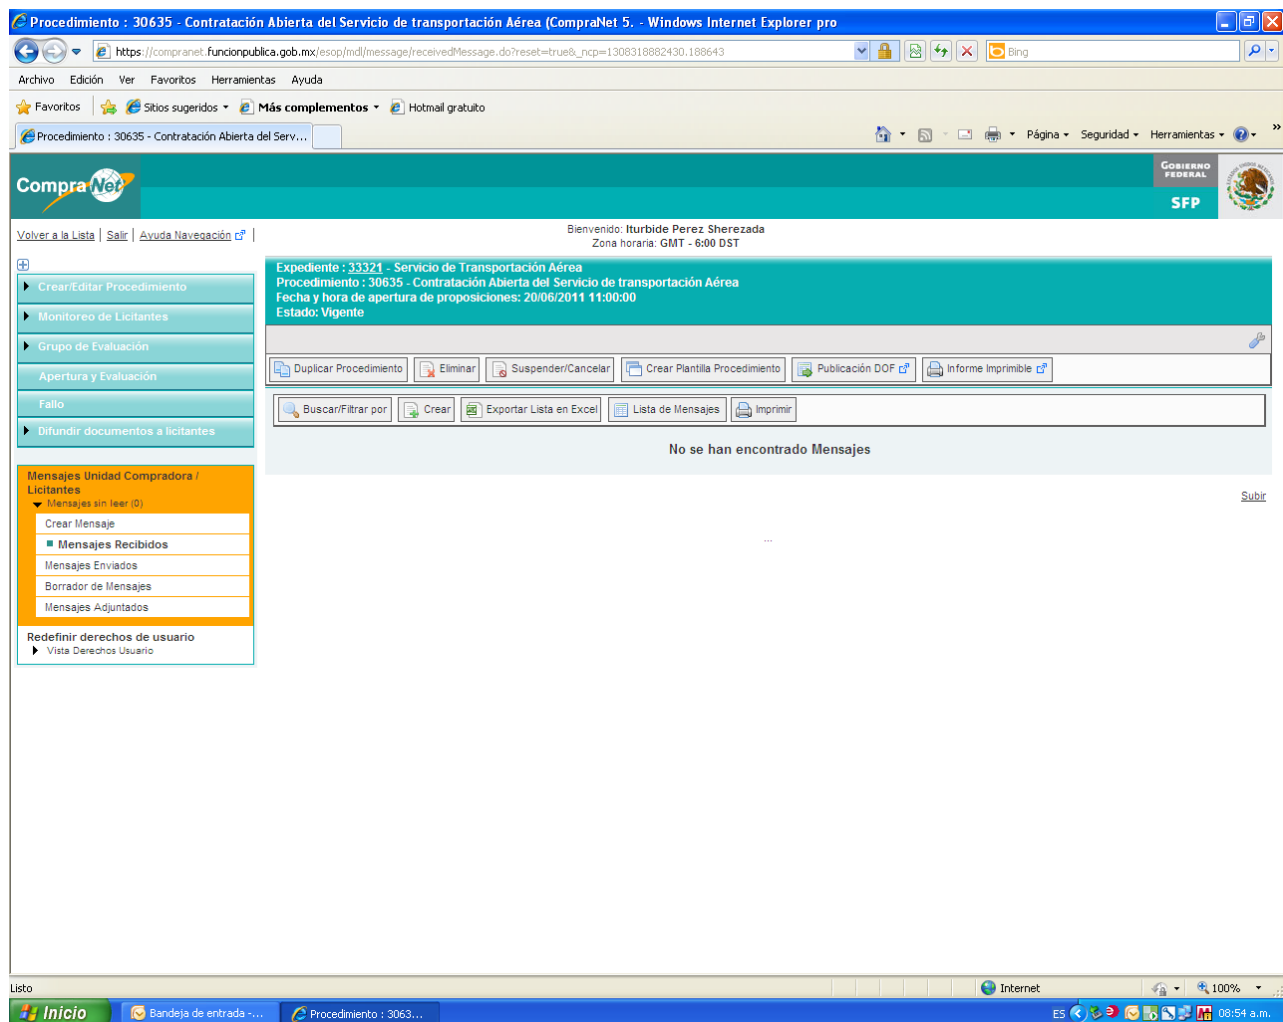 Procedimiento : 30635 - Contratación Abierta del Servicio de transportación Aérea (CompraNet 5. - Windows Internet Explorer pro
https://compranet.funcionpublica.gob.mx/esop/mdl/message/receivedMessage.do?reset=true&_ncp=1308318882430.188643
Bing
Archivo Edición Ver Favoritos Herramientas Ayuda
Favoritos Sitios sugeridos Más complementos Hotmail gratuito
Procedimiento : 30635 - Contratación Abierta del Serv... Página Seguridad Herramientas »
CompraNet
GOBIERNO FEDERAL
SFP
Volver a la Lista | Salir | Ayuda Navegación |
Bienvenido: Iturbide Perez Sherezada
Zona horaria: GMT - 6:00 DST
Expediente : 33321 - Servicio de Transportación Aérea
Procedimiento : 30635 - Contratación Abierta del Servicio de transportación Aérea
Fecha y hora de apertura de proposiciones: 20/06/2011 11:00:00
Estado: Vigente
Crear/Editar Procedimiento
Monitoreo de Licitantes
Grupo de Evaluación
Apertura y Evaluación
Fallo
Difundir documentos a licitantes
Duplicar Procedimiento Eliminar Suspender/Cancelar Crear Plantilla Procedimiento Publicación DOF Informe Imprimible
Buscar/Filtrar por Crear Exportar Lista en Excel Lista de Mensajes Imprimir
No se han encontrado Mensajes
Subir
...
Mensajes Unidad Compradora /
Licitantes
Mensajes sin leer (0)
Crear Mensaje
Mensajes Recibidos
Mensajes Enviados
Borrador de Mensajes
Mensajes Adjuntados
Redefinir derechos de usuario
Vista Derechos Usuario
Listo Internet 100%
Inicio Bandeja de entrada -... Procedimiento : 3063... ES 08:54 a.m.